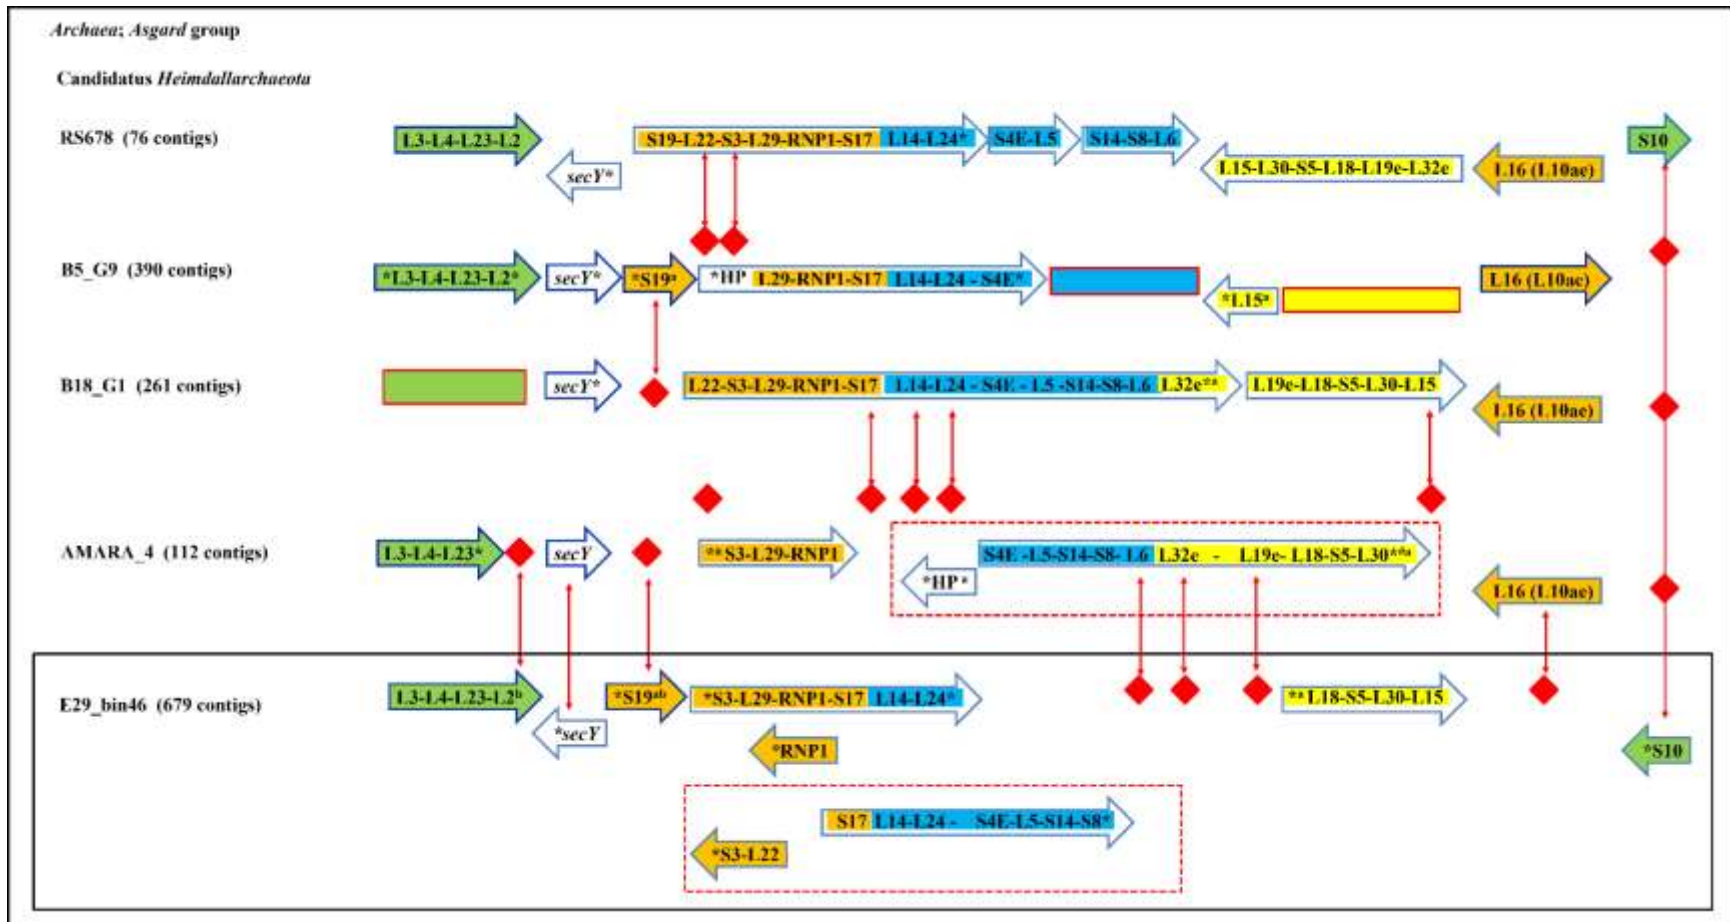 Archaea; Asgard group
Candidatus Heimdallarchaeota
RS678 (76 contigs)
L3-L4-L23-L2
secY*
S19-L22-S3-L29-RNP1-S17 L14-L24*
S4E-L5
S14-S8-L6
L15-L30-S5-L18-L19e-L32e
L16 (L10ae)
S10
B5_G9 (390 contigs)
*L3-L4-L23-L2*
secY*
*S19ᵃ
*HP L29-RNP1-S17 L14-L24 - S4E*
*L15ᵃ
L16 (L10ae)
B18_G1 (261 contigs)
secY*
L22-S3-L29-RNP1-S17 L14-L24 - S4E - L5 -S14-S8-L6 L32e*ᵃ
L19e-L18-S5-L30-L15
L16 (L10ae)
AMARA_4 (112 contigs)
L3-L4-L23*
secY
**S3-L29-RNP1
*HP*
S4E -L5-S14-S8- L6 L32e - L19e- L18-S5-L30**ᵃ
L16 (L10ae)
E29_bin46 (679 contigs)
L3-L4-L23-L2ᵇ
*secY
*S19ᵃᵇ
*S3-L29-RNP1-S17 L14-L24*
*RNP1
*ᵃL18-S5-L30-L15
*S10
S17 L14-L24 - S4E-L5-S14-S8*
*S3-L22